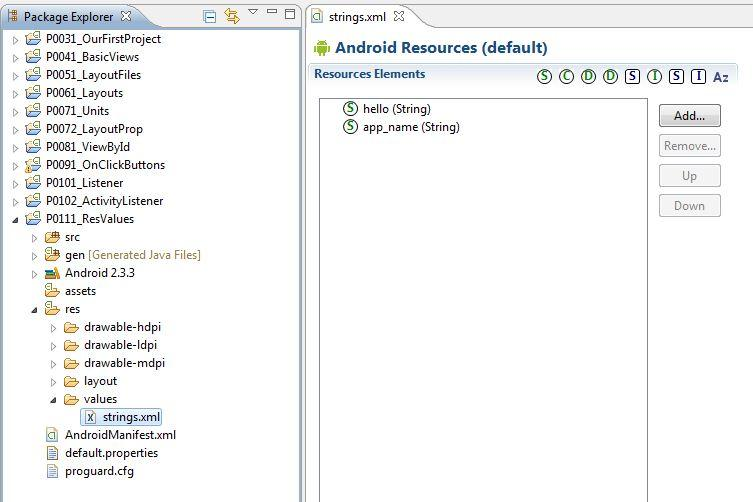 Package Explorer
P0031_OurFirstProject
P0041_BasicViews
P0051_LayoutFiles
P0061_Layouts
P0071_Units
P0072_LayoutProp
P0081_ViewById
P0091_OnClickButtons
P0101_Listener
P0102_ActivityListener
P0111_ResValues
src
gen [Generated Java Files]
Android 2.3.3
assets
res
drawable-hdpi
drawable-ldpi
drawable-mdpi
layout
values
X strings.xml
AndroidManifest.xml
default.properties
proguard.cfg
strings.xml
Android Resources (default)
Resources Elements S C D D S I S I Az
S hello (String)
S app_name (String)
Add...
Remove...
Up
Down